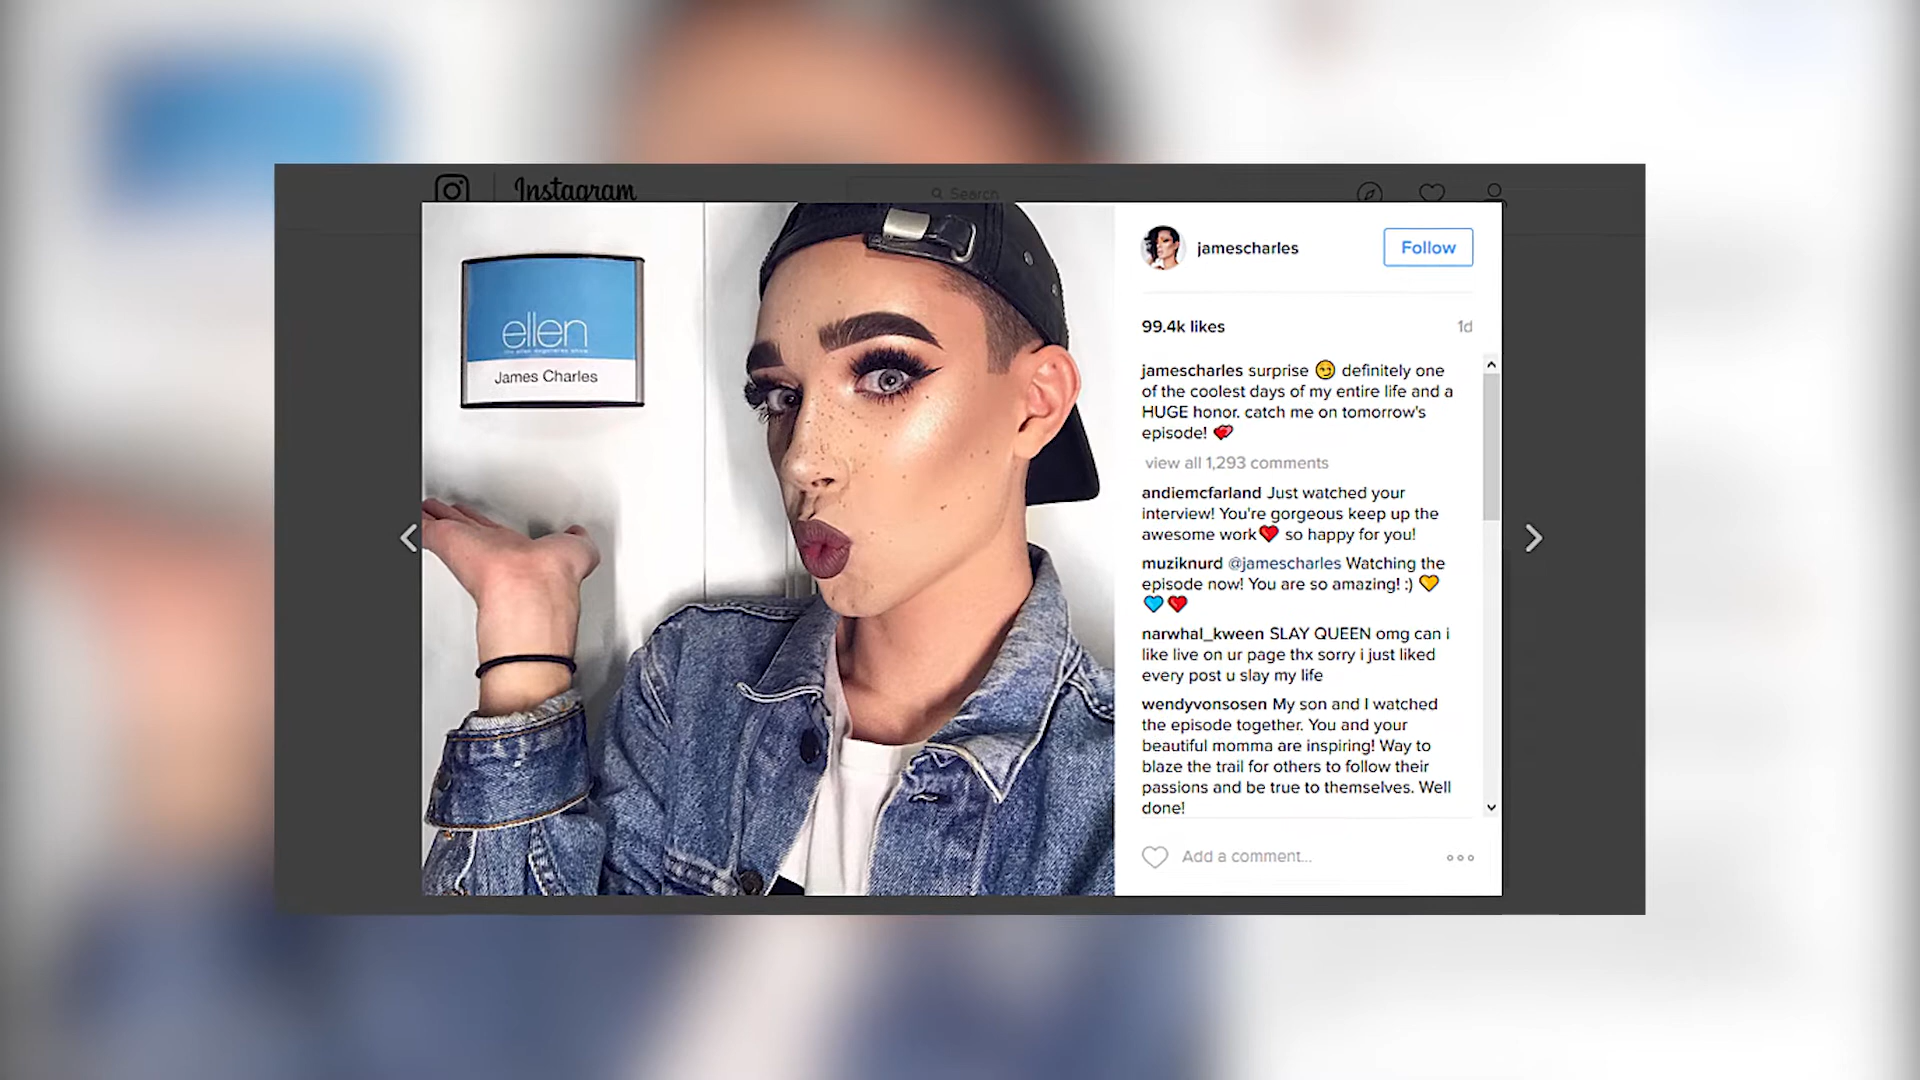 Instagram
Search
ellen
the ellen degeneres show
James Charles
jamescharles
Follow
99.4k likes
1d
jamescharles surprise 😏 definitely one
of the coolest days of my entire life and a
HUGE honor. catch me on tomorrow's
episode! 💕
view all 1,293 comments
andiemcfarland Just watched your
interview! You're gorgeous keep up the
awesome work❤️ so happy for you!
muziknurd @jamescharles Watching the
episode now! You are so amazing! :) 💛
💙❤️
narwhal_kween SLAY QUEEN omg can i
like live on ur page thx sorry i just liked
every post u slay my life
wendyvonsosen My son and I watched
the episode together. You and your
beautiful momma are inspiring! Way to
blaze the trail for others to follow their
passions and be true to themselves. Well
done!
Add a comment...